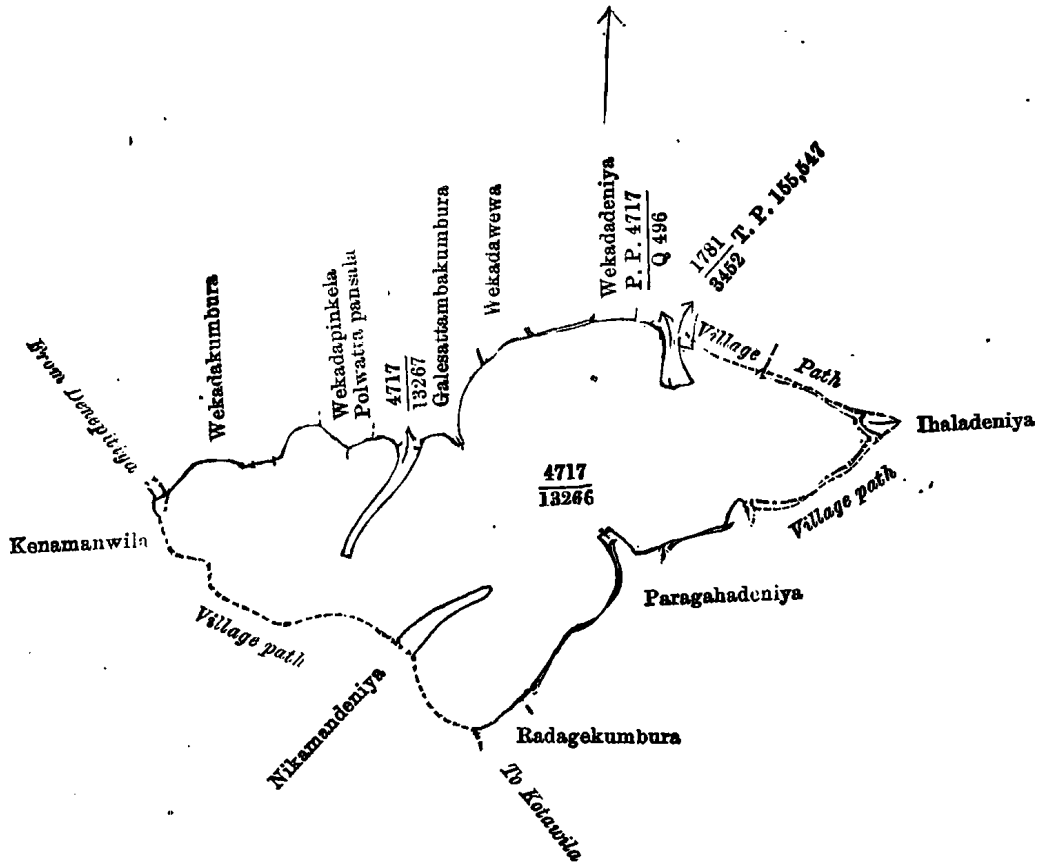 From Denepitiya
Wekadakumbura
Wekadapinkela
Polwatta pansala
4717
13267
Galesattambakumbura
Wekadawewa
Wekadadeniya
P. P. 4717
Q 496
1781
3452
T. P. 155,547
Village Path
Ihaladeniya
4717
13266
Village path
Kenamanwila
Paragahadeniya
Village path
Nikamandeniya
Radagekumbura
To Kotawila